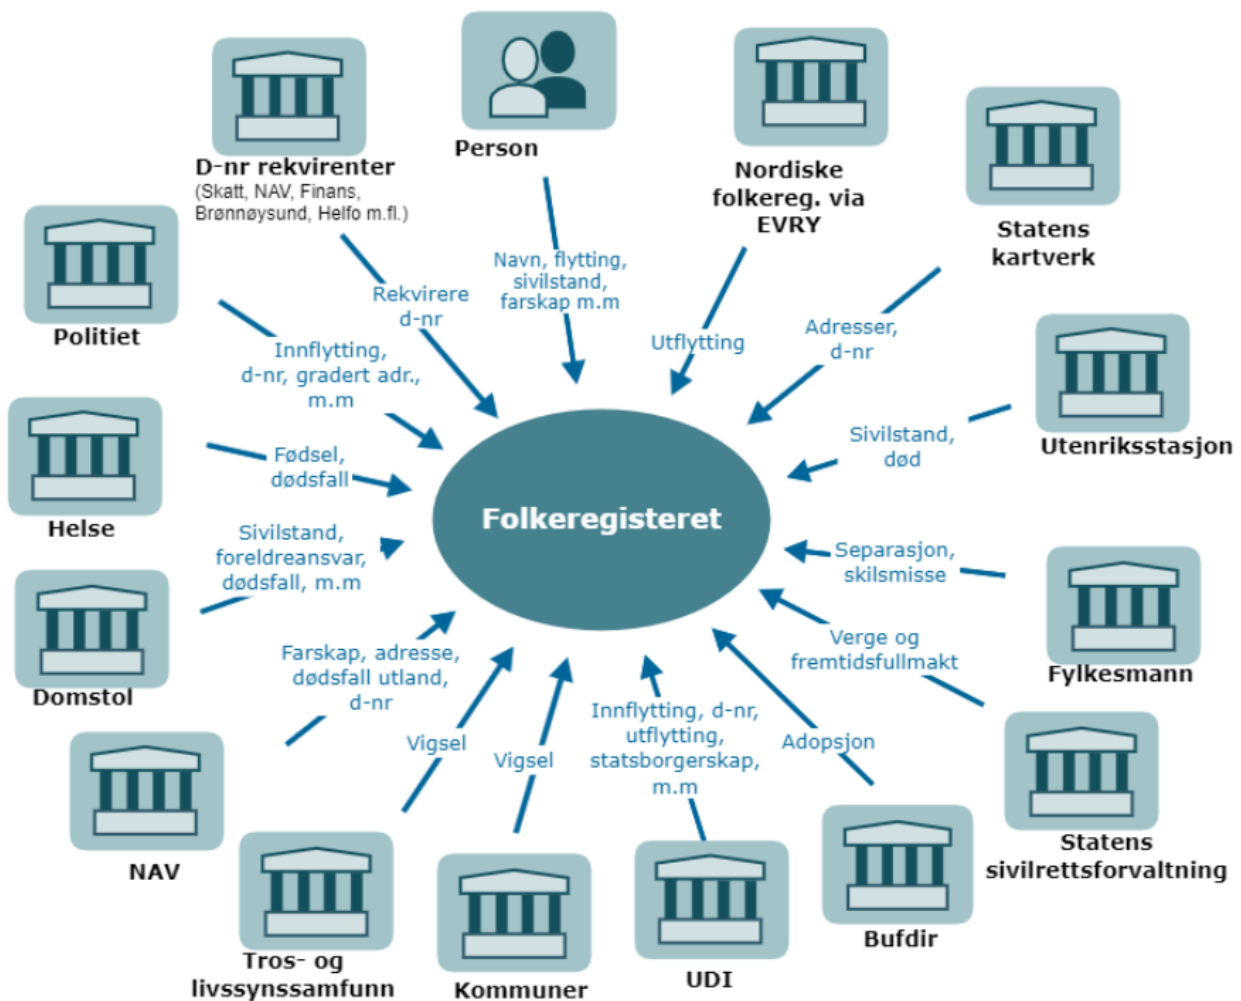 Person
D-nr rekvirenter
(Skatt, NAV, Finans,
Brønnøysund, Helfo m.fl.)
Nordiske
folkereg. via
EVRY
Statens
kartverk
Politiet
Navn, flytting,
sivilstand,
farskap m.m
Rekvirere
d-nr
Utflytting
Adresser,
d-nr
Innflytting,
d-nr, gradert adr.,
m.m
Utenriksstasjon
Sivilstand,
død
Fødsel,
dødsfall
Helse
Folkeregisteret
Sivilstand,
foreldreansvar,
dødsfall, m.m
Separasjon,
skilsmisse
Domstol
Fylkesmann
Farskap, adresse,
dødsfall utland,
d-nr
Verge og
fremtidsfullmakt
Vigsel
Vigsel
Innflytting, d-nr,
utflytting,
statsborgerskap,
m.m
Adopsjon
NAV
Statens
sivilrettsforvaltning
Tros- og
livssynssamfunn
Kommuner
UDI
Bufdir